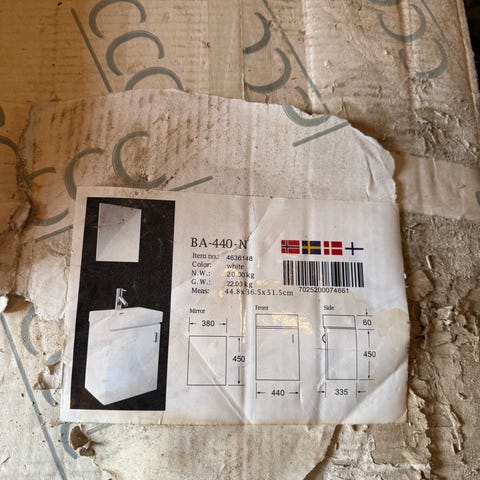 BA-440-N
Item no.: 4636148
Color: white
N.W.: 20.00kg
G.W.: 22.00kg
Meas: 44.8x36.5x51.5cm
7025200074661
Mirror Front Side
380
60
450
450
440
335